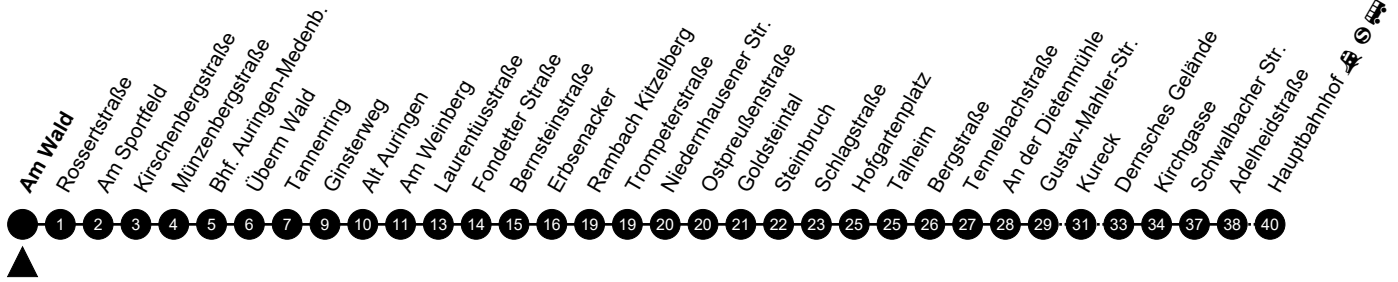 Am Wald
Rossertstraße
Am Sportfeld
Kirschenbergstraße
Münzenbergstraße
Bhf. Auringen-Medenb.
Überm Wald
Tannenring
Ginsterweg
Alt Auringen
Am Weinberg
Laurentiusstraße
Fondetter Straße
Bernsteinstraße
Erbsenacker
Rambach Kitzelberg
Trompeterstraße
Niedernhausener Str.
Ostpreußenstraße
Goldsteintal
Steinbruch
Schlagstraße
Hofgartenplatz
Talheim
Bergstraße
Tennelbachstraße
An der Dietenmühle
Gustav-Mahler-Str.
Kureck
Dernsches Gelände
Kirchgasse
Schwalbacher Str.
Adelheidstraße
Hauptbahnhof S
1 2 3 4 5 6 7 9 10 11 13 14 15 16 19 19 20 20 21 22 23 25 25 26 27 28 29 31 33 34 37 38 40